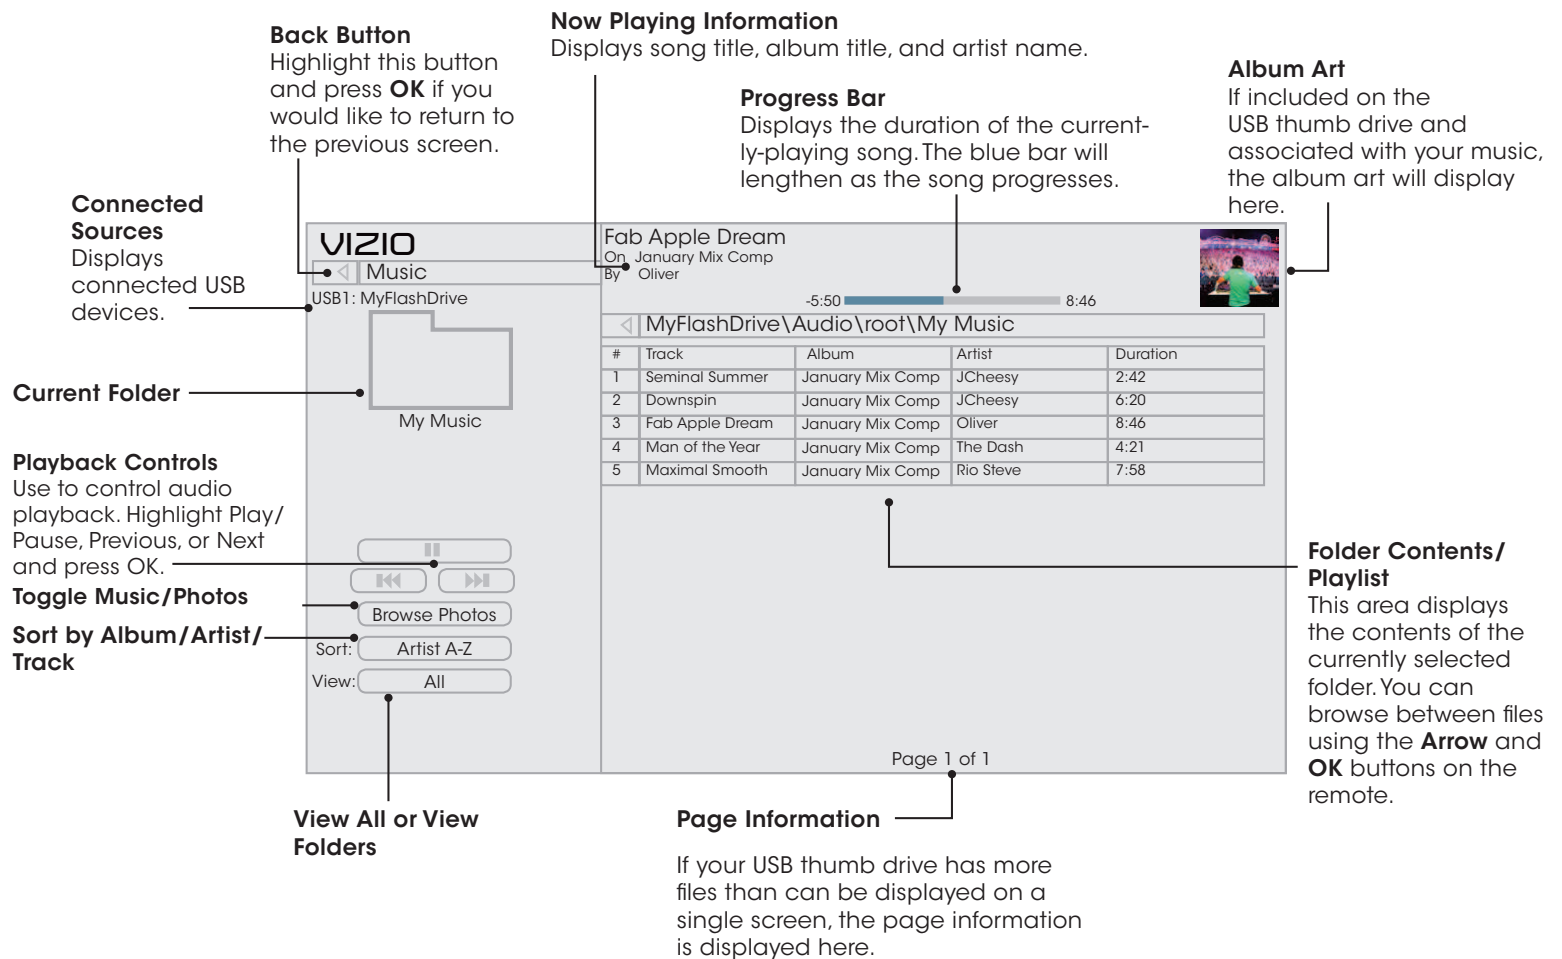 Back Button
Highlight this button
and press OK if you
would like to return to
the previous screen.
Now Playing Information
Displays song title, album title, and artist name.
Progress Bar
Displays the duration of the current-
ly-playing song. The blue bar will
lengthen as the song progresses.
Album Art
If included on the
USB thumb drive and
associated with your music,
the album art will display
here.
Connected
Sources
Displays
connected USB
devices.
Current Folder
Playback Controls
Use to control audio
playback. Highlight Play/
Pause, Previous, or Next
and press OK.
Toggle Music/Photos
Sort by Album/Artist/
Track
VIZIO
Music
USB1: MyFlashDrive
My Music
Browse Photos
Sort: Artist A-Z
View: All
Fab Apple Dream
On January Mix Comp
By Oliver
-5:50 8:46
MyFlashDrive\Audio\root\My Music
# Track Album Artist Duration
1 Seminal Summer January Mix Comp JCheesy 2:42
2 Downspin January Mix Comp JCheesy 6:20
3 Fab Apple Dream January Mix Comp Oliver 8:46
4 Man of the Year January Mix Comp The Dash 4:21
5 Maximal Smooth January Mix Comp Rio Steve 7:58
Page 1 of 1
Folder Contents/
Playlist
This area displays
the contents of the
currently selected
folder. You can
browse between files
using the Arrow and
OK buttons on the
remote.
View All or View
Folders
Page Information
If your USB thumb drive has more
files than can be displayed on a
single screen, the page information
is displayed here.